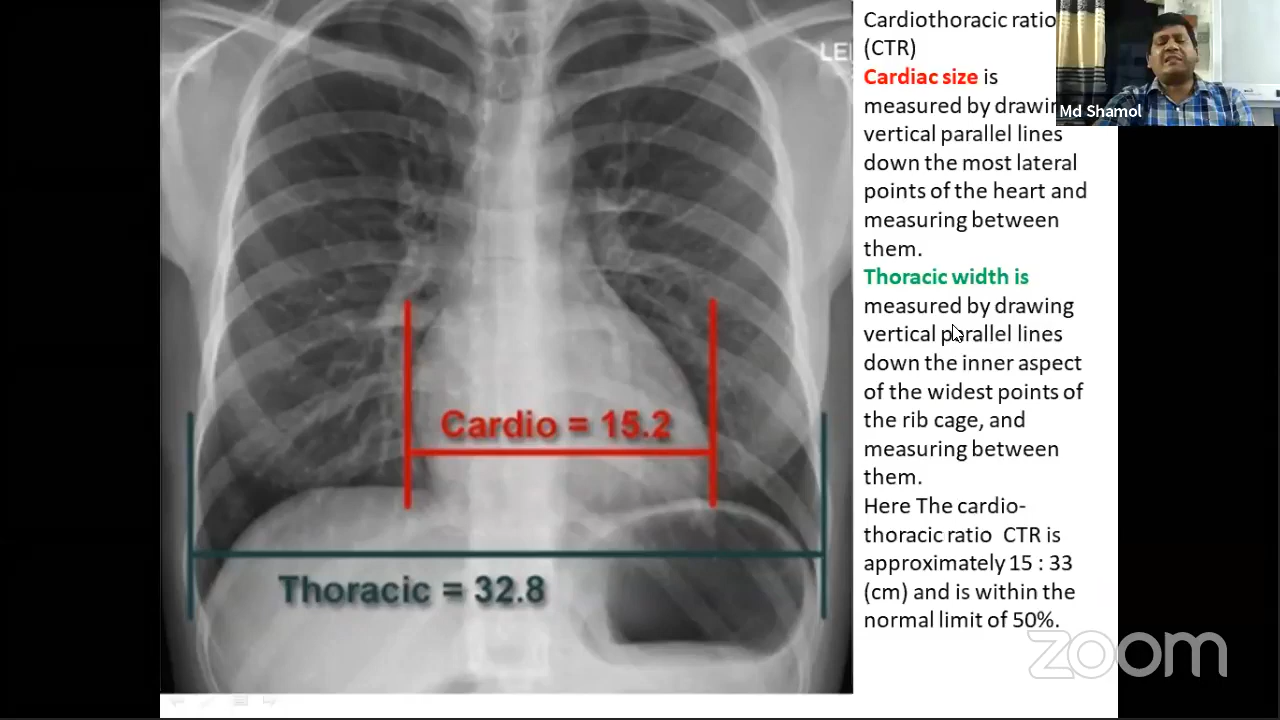 LE
Cardiothoracic ratio
(CTR)
Cardiac size is
measured by drawin
vertical parallel lines
down the most lateral
points of the heart and
measuring between
them.
Thoracic width is
measured by drawing
vertical parallel lines
down the inner aspect
of the widest points of
the rib cage, and
measuring between
them.
Here The cardio-
thoracic ratio CTR is
approximately 15 : 33
(cm) and is within the
normal limit of 50%.
Md Shamol
Cardio = 15.2
Thoracic = 32.8
zoom